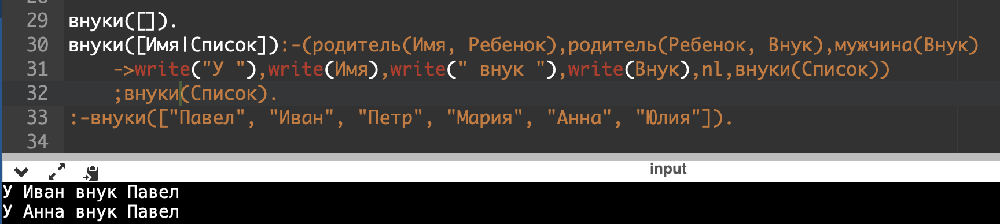 29 внуки([]).
30 внуки([Имя|Список]):-(родитель(Имя, Ребенок),родитель(Ребенок, Внук),мужчина(Внук)
31 ->write("У "),write(Имя),write(" внук "),write(Внук),nl,внуки(Список))
32 ;внуки(Список).
33 :-внуки(["Павел", "Иван", "Петр", "Мария", "Анна", "Юлия"]).
34
input
У Иван внук Павел
У Анна внук Павел